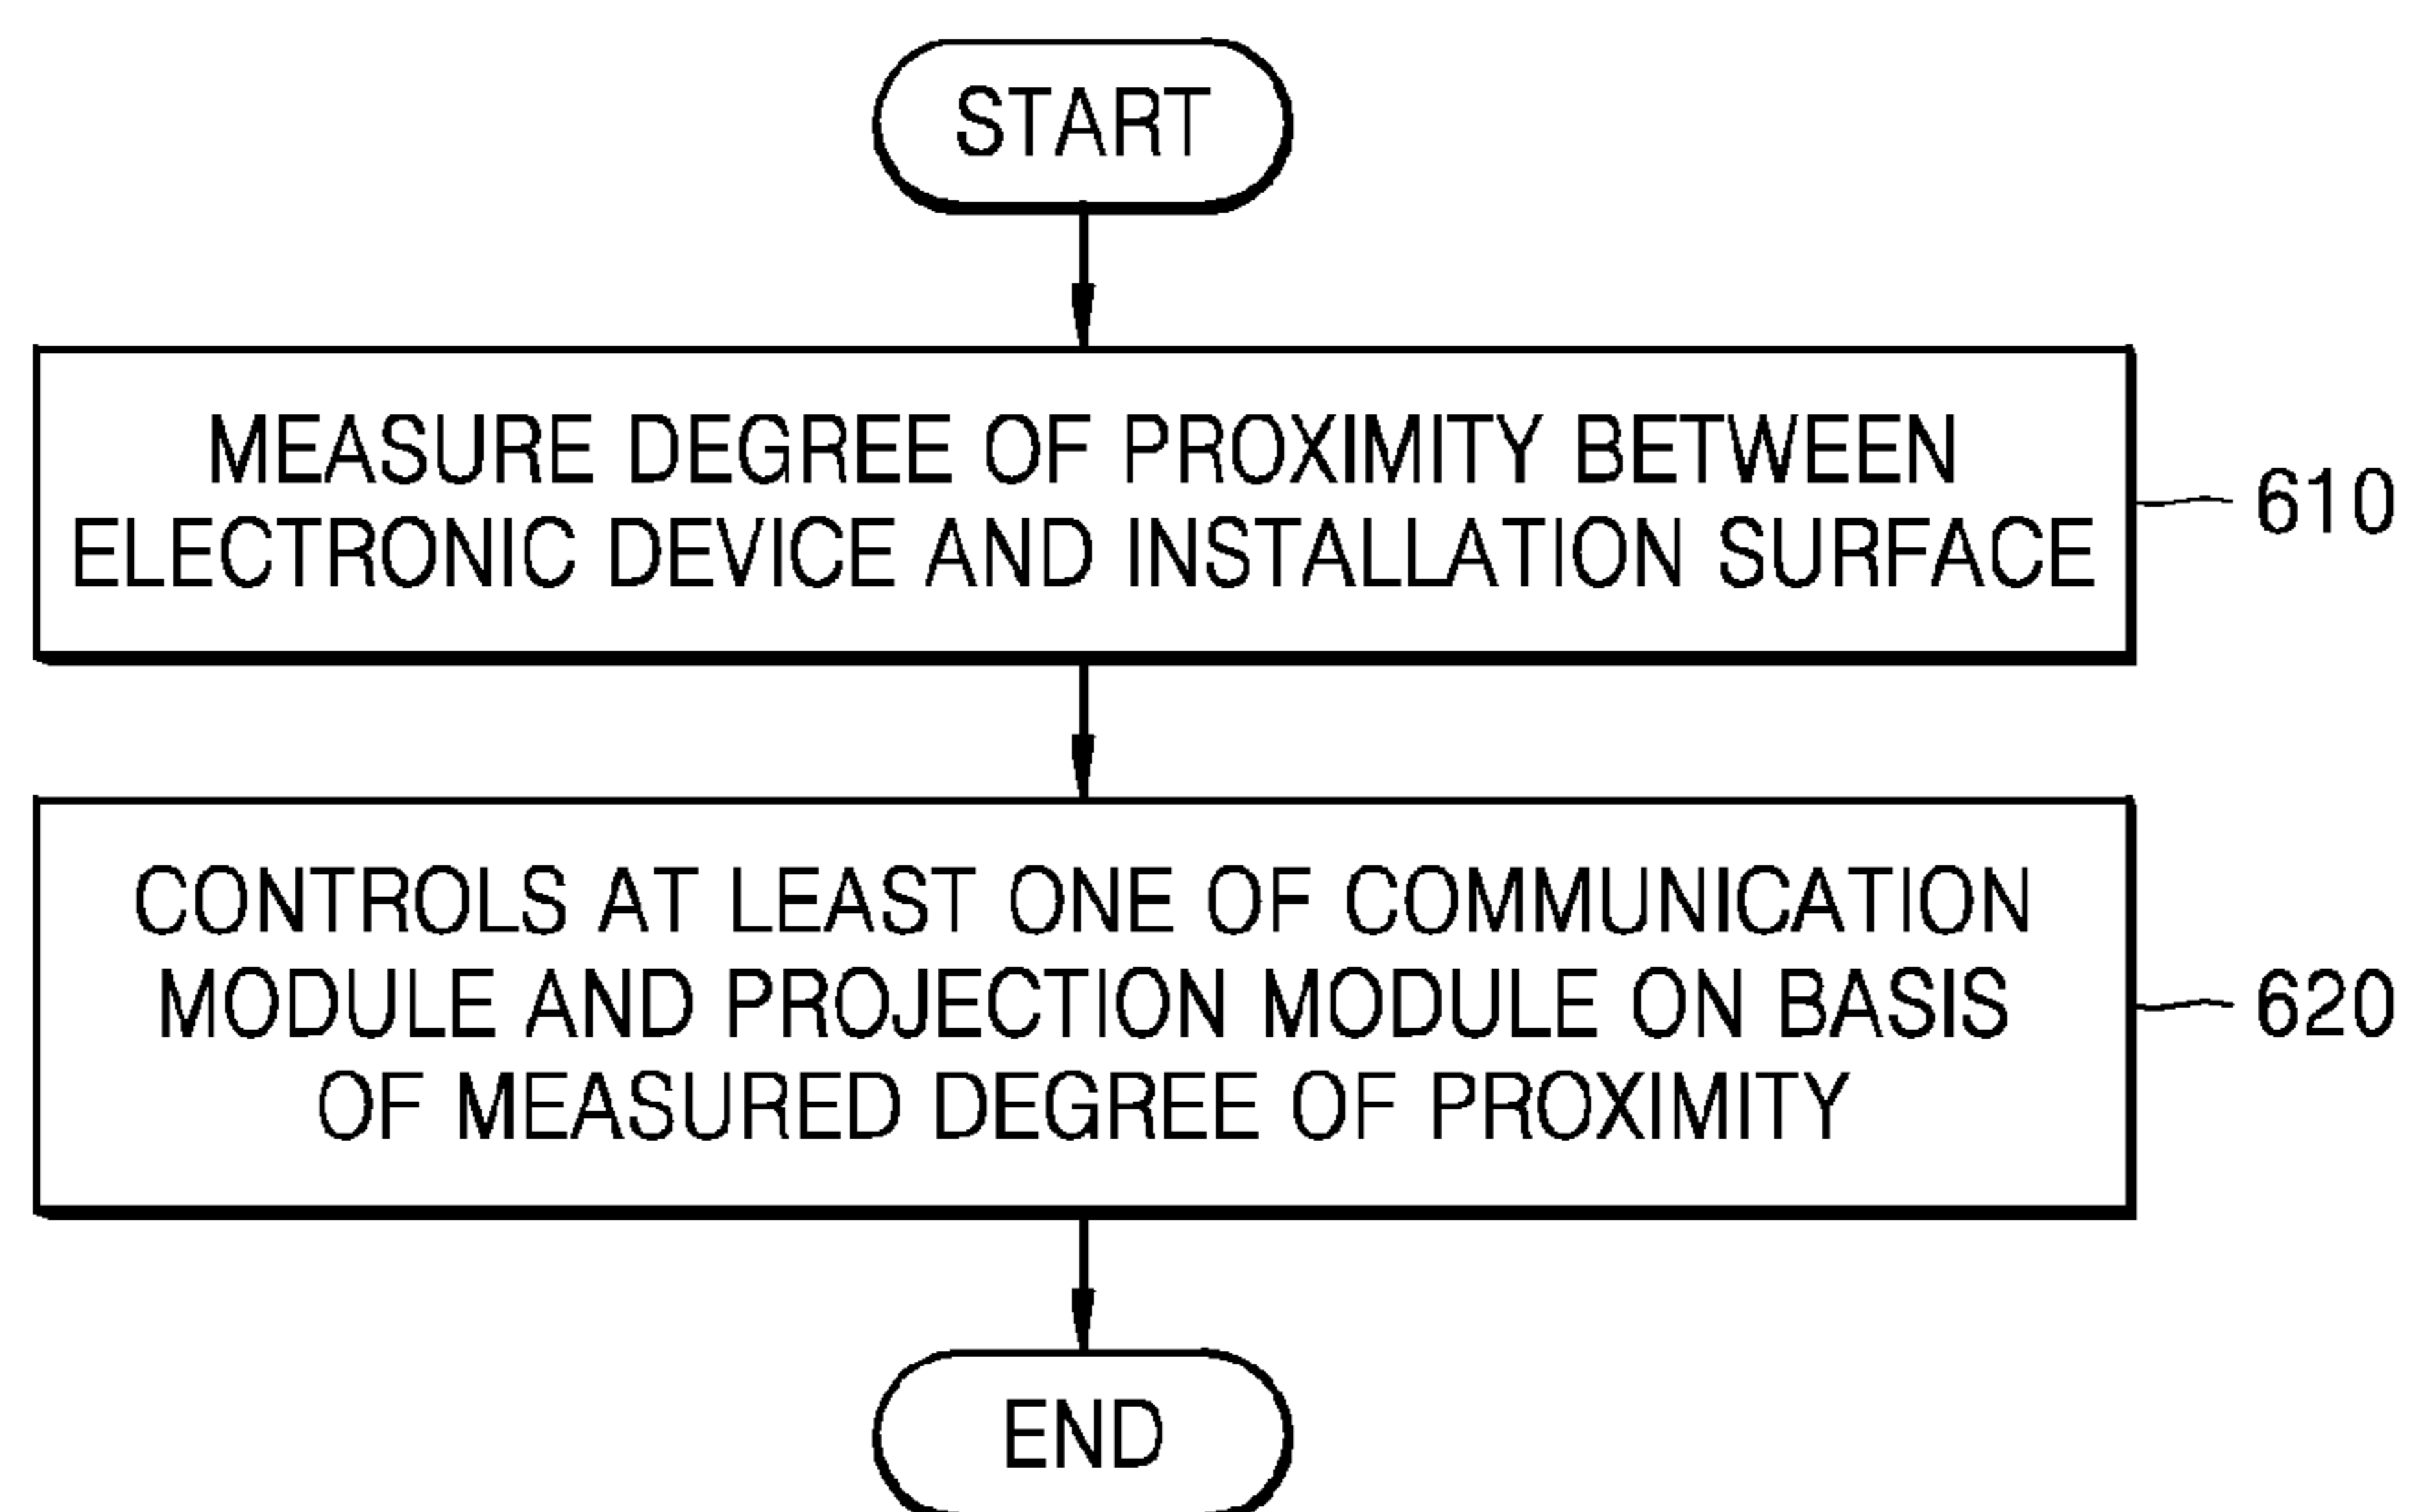 START
MEASURE DEGREE OF PROXIMITY BETWEEN
ELECTRONIC DEVICE AND INSTALLATION SURFACE
610
CONTROLS AT LEAST ONE OF COMMUNICATION
MODULE AND PROJECTION MODULE ON BASIS
OF MEASURED DEGREE OF PROXIMITY
620
END